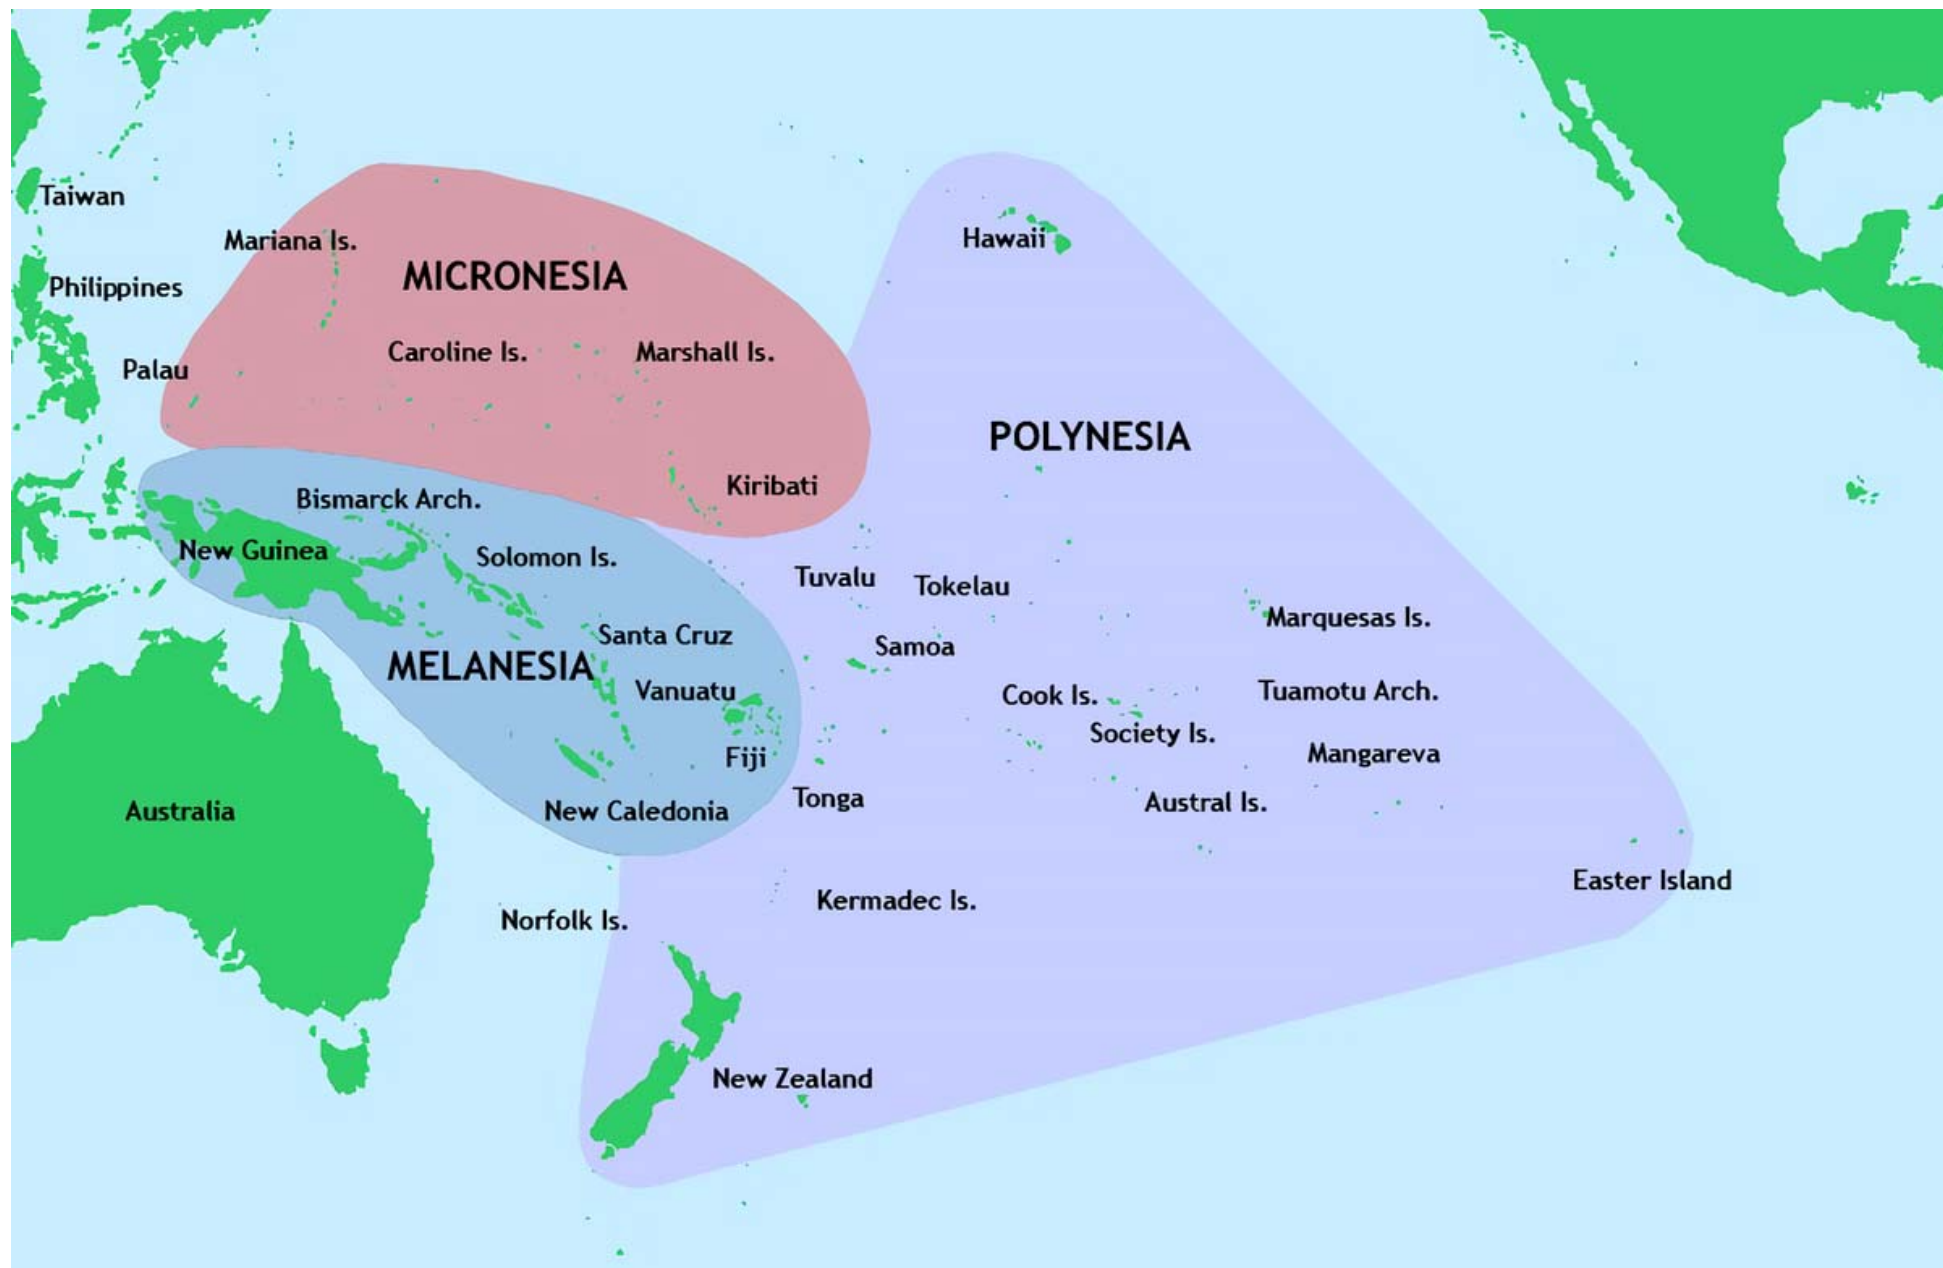 Taiwan
Mariana Is.
Hawaii
MICRONESIA
Philippines
Caroline Is.
Marshall Is.
Palau
POLYNESIA
Kiribati
Bismarck Arch.
New Guinea
Solomon Is.
Tuvalu
Tokelau
Marquesas Is.
Santa Cruz
Samoa
MELANESIA
Vanuatu
Cook Is.
Tuamotu Arch.
Society Is.
Fiji
Mangareva
Tonga
Austral Is.
Australia
New Caledonia
Easter Island
Kermadec Is.
Norfolk Is.
New Zealand